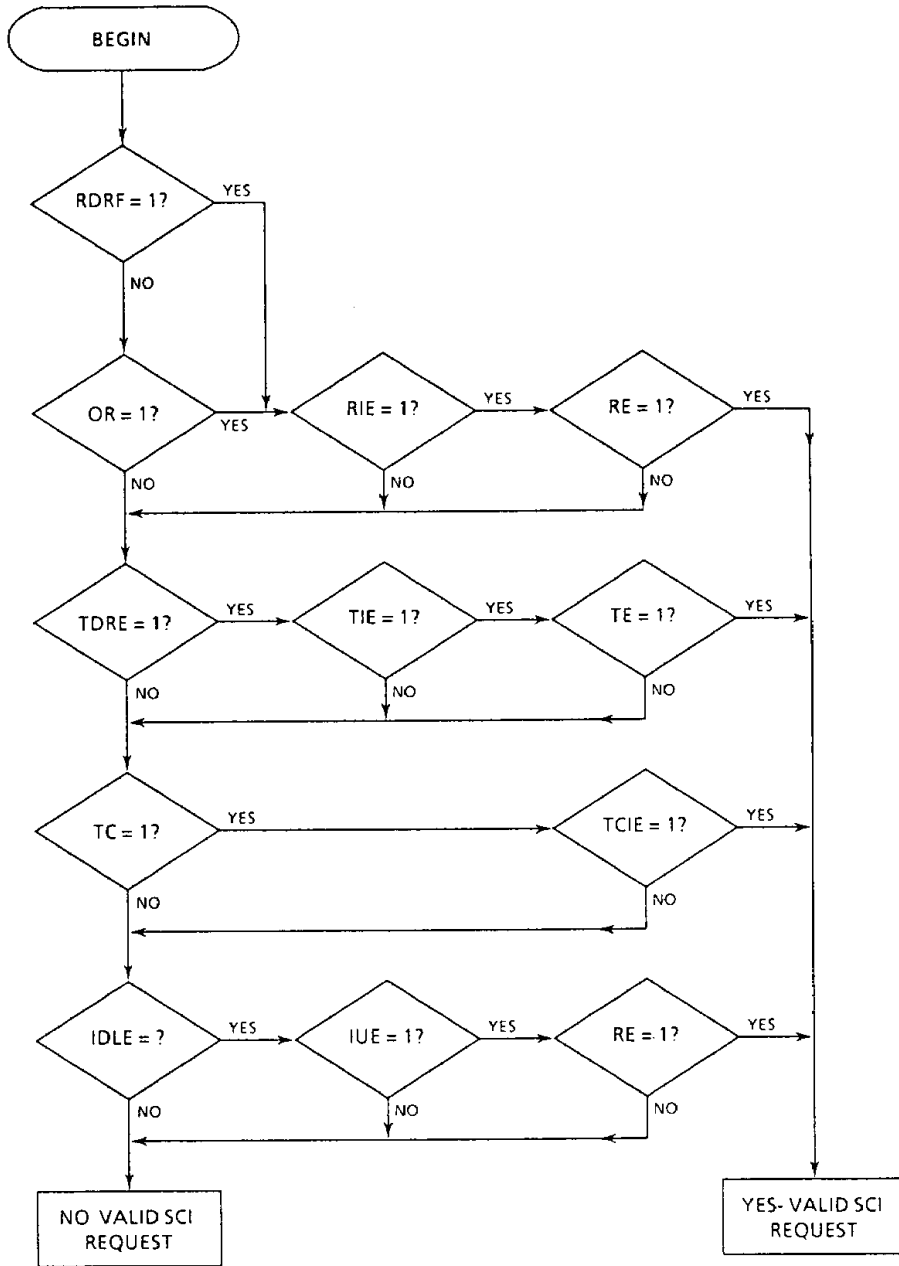 BEGIN
RDRF = 1?
YES
NO
OR = 1?
YES
RIE = 1?
YES
RE = 1?
YES
NO
NO
NO
TDRE = 1?
YES
TIE = 1?
YES
TE = 1?
YES
NO
NO
NO
TC = 1?
YES
TCIE = 1?
YES
NO
NO
IDLE = ?
YES
IUE = 1?
YES
RE = 1?
YES
NO
NO
NO
NO VALID SCI
REQUEST
YES- VALID SCI
REQUEST